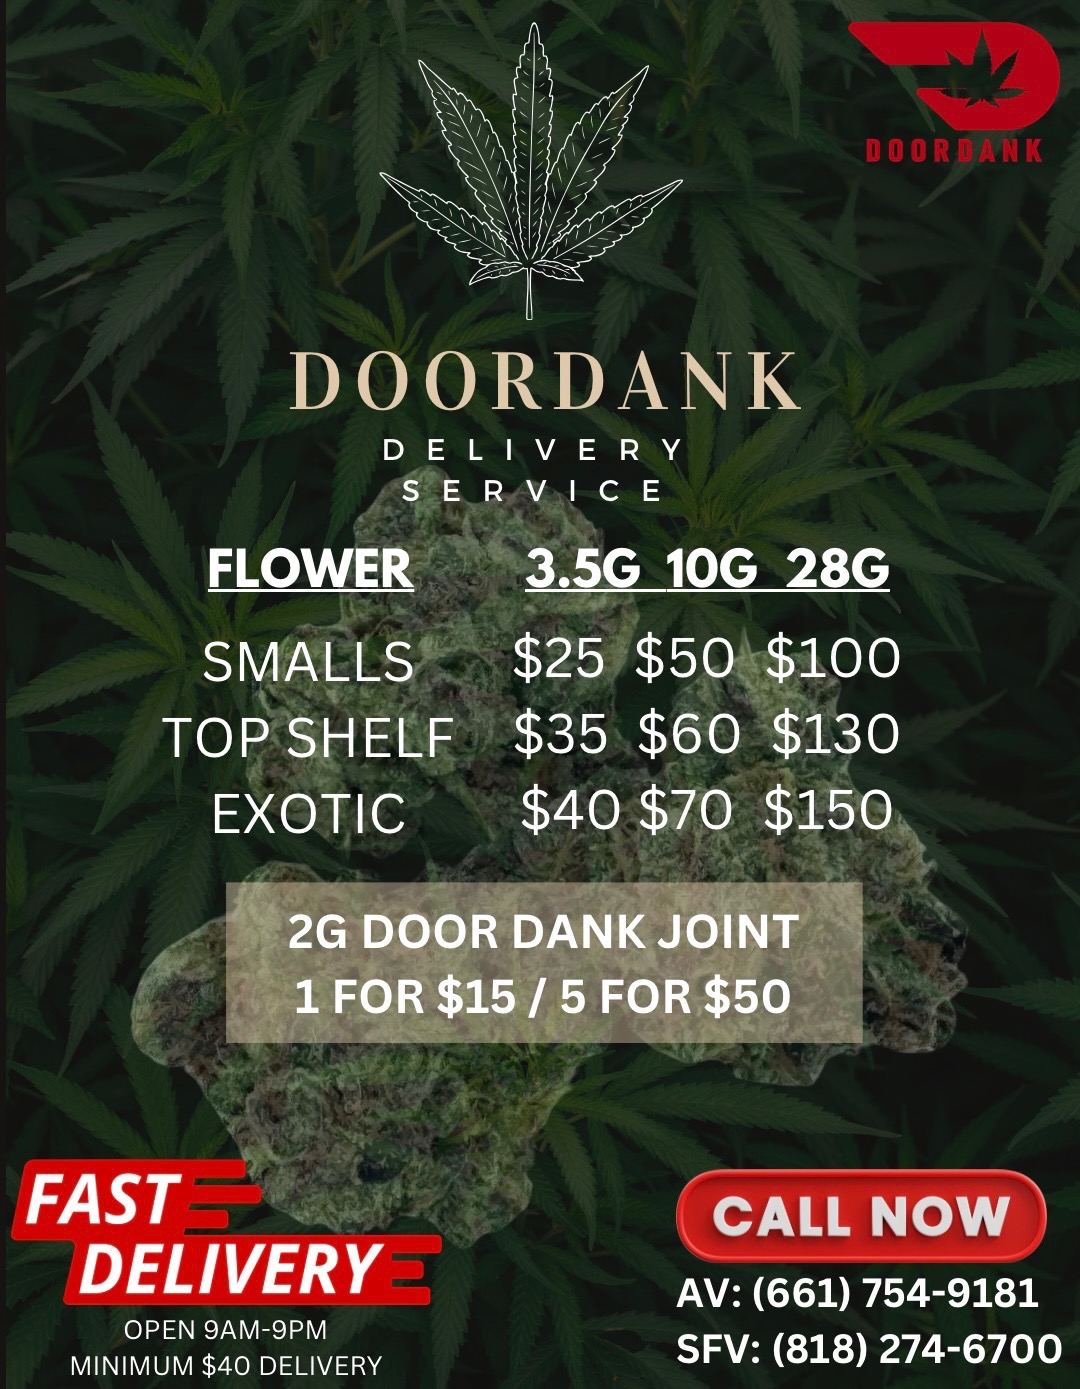 DOORDANK
DOORDANK
DELIVERY
SERVICE
FLOWER 3.5G 10G 28G
SMALLS $25 $50 $100
TOP SHELF $35 $60 $130
EXOTIC $40 $70 $150
2G DOOR DANK JOINT
1 FOR $15 / 5 FOR $50
FAST
DELIVERY
OPEN 9AM-9PM
MINIMUM $40 DELIVERY
CALL NOW
AV: (661) 754-9181
SFV: (818) 274-6700